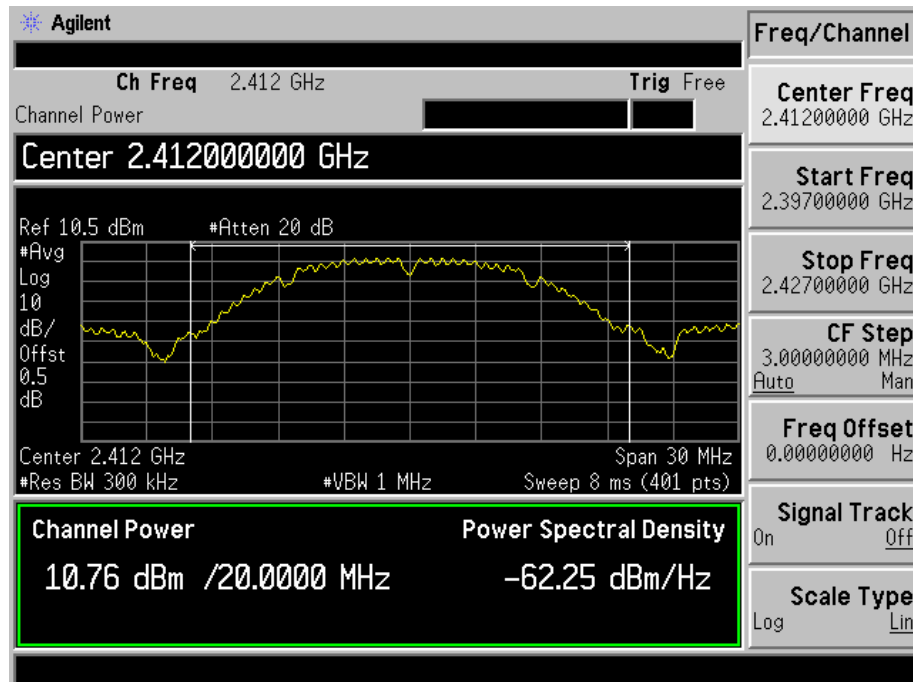 Agilent
Freq/Channel
Ch Freq 2.412 GHz Trig Free
Channel Power
Center 2.412000000 GHz
Ref 10.5 dBm #Atten 20 dB
#Avg
Log
10
dB/
Offst
0.5
dB
Center 2.412 GHz Span 30 MHz
#Res BW 300 kHz #VBW 1 MHz Sweep 8 ms (401 pts)
Channel Power Power Spectral Density
10.76 dBm /20.0000 MHz -62.25 dBm/Hz
Center Freq
2.41200000 GHz
Start Freq
2.39700000 GHz
Stop Freq
2.42700000 GHz
CF Step
3.00000000 MHz
Auto Man
Freq Offset
0.00000000 Hz
Signal Track
On Off
Scale Type
Log Lin